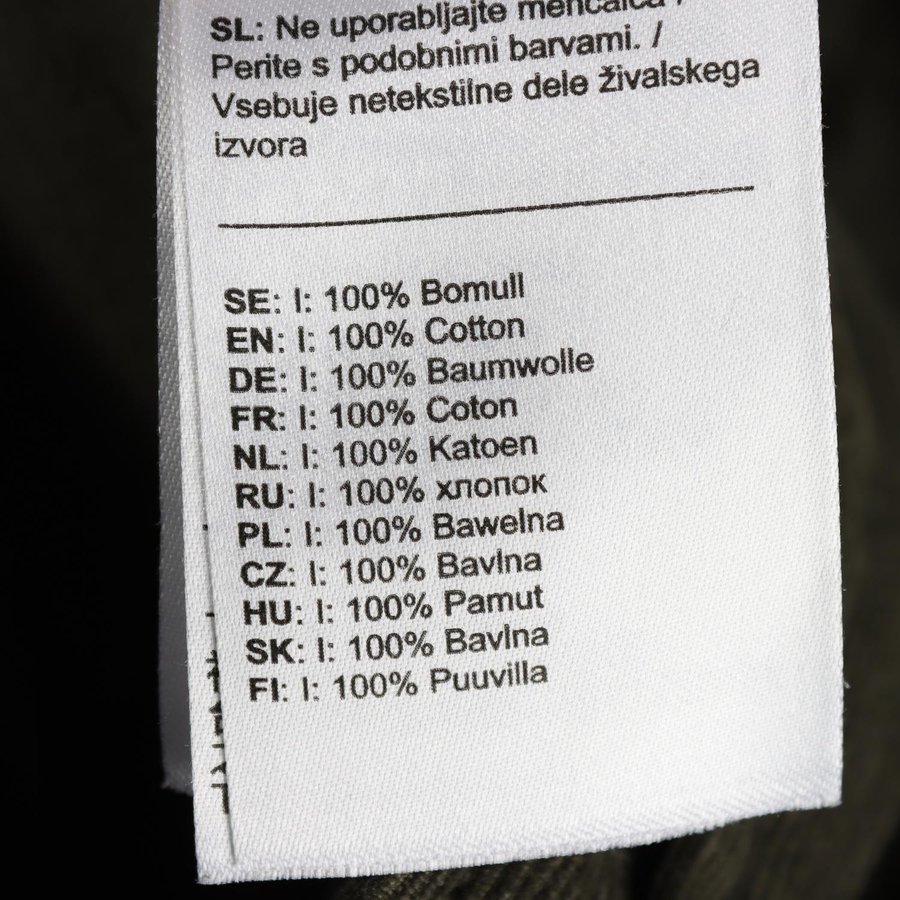 SL: Ne uporabljajte mehčalca /
Perite s podobnimi barvami. /
Vsebuje netekstilne dele živalskega
izvora
SE: I: 100% Bomull
EN: I: 100% Cotton
DE: I: 100% Baumwolle
FR: I: 100% Coton
NL: I: 100% Katoen
RU: I: 100% хлопок
PL: I: 100% Bawełna
CZ: I: 100% Bavlna
HU: I: 100% Pamut
SK: I: 100% Bavlna
FI: I: 100% Puuvilla